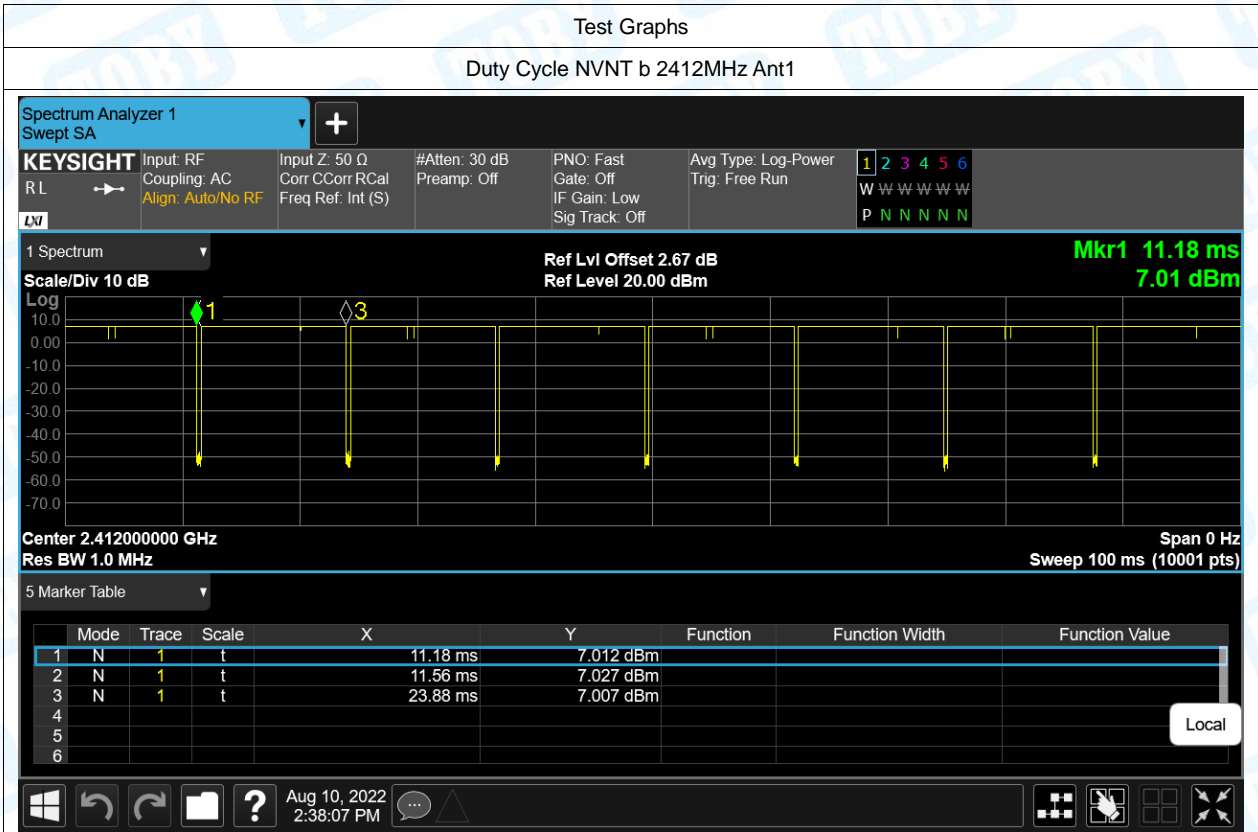 Test Graphs
Duty Cycle NVNT b 2412MHz Ant1
Spectrum Analyzer 1
Swept SA
KEYSIGHT
R L
LXI
Input: RF
Coupling: AC
Align: Auto/No RF
Input Z: 50 Ω
Corr CCorr RCal
Freq Ref: Int (S)
#Atten: 30 dB
Preamp: Off
PNO: Fast
Gate: Off
IF Gain: Low
Sig Track: Off
Avg Type: Log-Power
Trig: Free Run
1 2 3 4 5 6
W W W W W W
P N N N N N
1 Spectrum
Scale/Div 10 dB
Ref Lvl Offset 2.67 dB
Ref Level 20.00 dBm
Mkr1 11.18 ms
7.01 dBm
Log
1
3
10.0
0.00
-10.0
-20.0
-30.0
-40.0
-50.0
-60.0
-70.0
Center 2.412000000 GHz
Span 0 Hz
Res BW 1.0 MHz
Sweep 100 ms (10001 pts)
5 Marker Table
Mode Trace Scale X Y Function Function Width Function Value
1 N 1 t 11.18 ms 7.012 dBm
2 N 1 t 11.56 ms 7.027 dBm
3 N 1 t 23.88 ms 7.007 dBm
4
5
6
Local
?
Aug 10, 2022
2:38:07 PM
TOBY